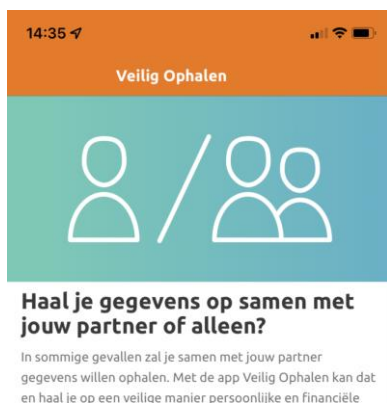 14:35
Veilig Ophalen
Haal je gegevens op samen met
jouw partner of alleen?
In sommige gevallen zal je samen met jouw partner
gegevens willen ophalen. Met de app Veilig Ophalen kan dat
en haal je op een veilige manier persoonlijke en financiële